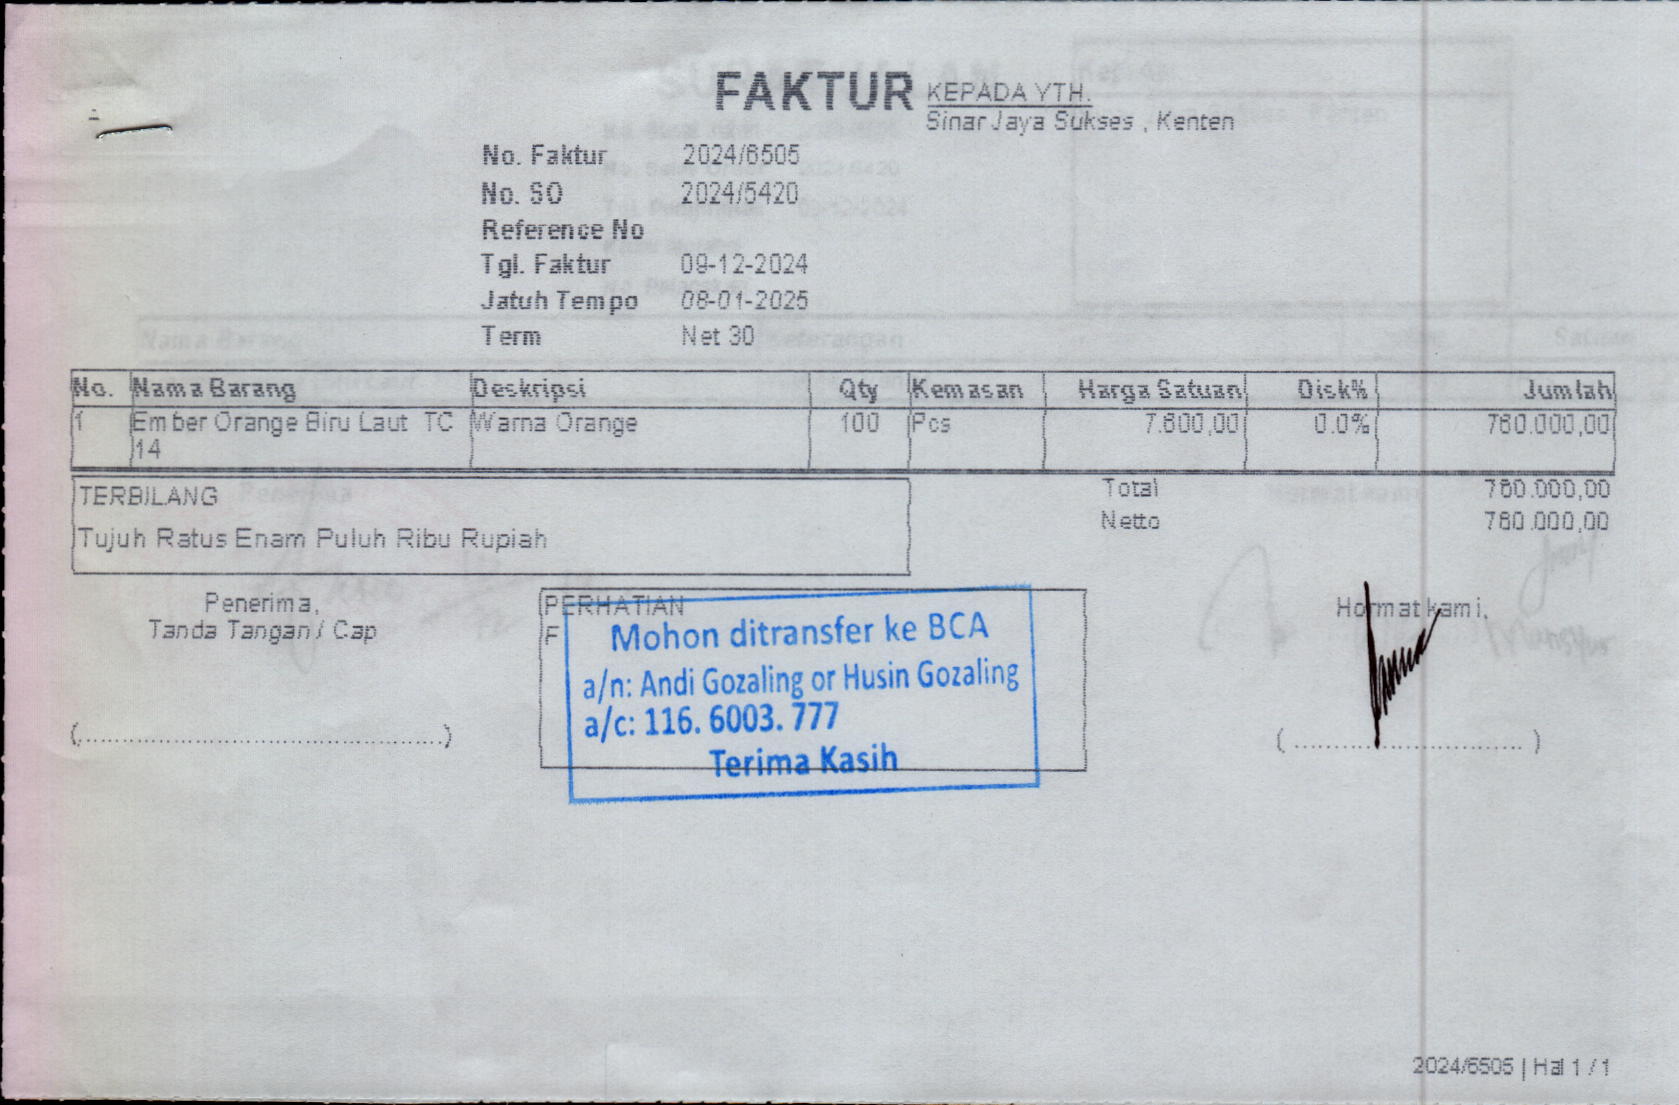 FAKTUR
KEPADA YTH.
Sinar Jaya Sukses , Kenten
No. Faktur 2024/6505
No. SO 2024/5420
Reference No
Tgl. Faktur 09-12-2024
Jatuh Tempo 08-01-2025
Term Net 30
No. Nama Barang Deskripsi Qty Kemasan Harga Satuan Disk% Jumlah
1 Ember Orange Biru Laut TC Warna Orange 100 Pcs 7.600,00 0.0% 760.000,00
14
TERBILANG
Tujuh Ratus Enam Puluh Ribu Rupiah
Total 760.000,00
Netto 760.000,00
Penerima,
Tanda Tangan / Cap
PERHATIAN
F
Mohon ditransfer ke BCA
a/n: Andi Gozaling or Husin Gozaling
a/c: 116. 6003. 777
Terima Kasih
Hormat kami,
(............................................)
( ............................ )
2024/6505 | Hal 1 / 1